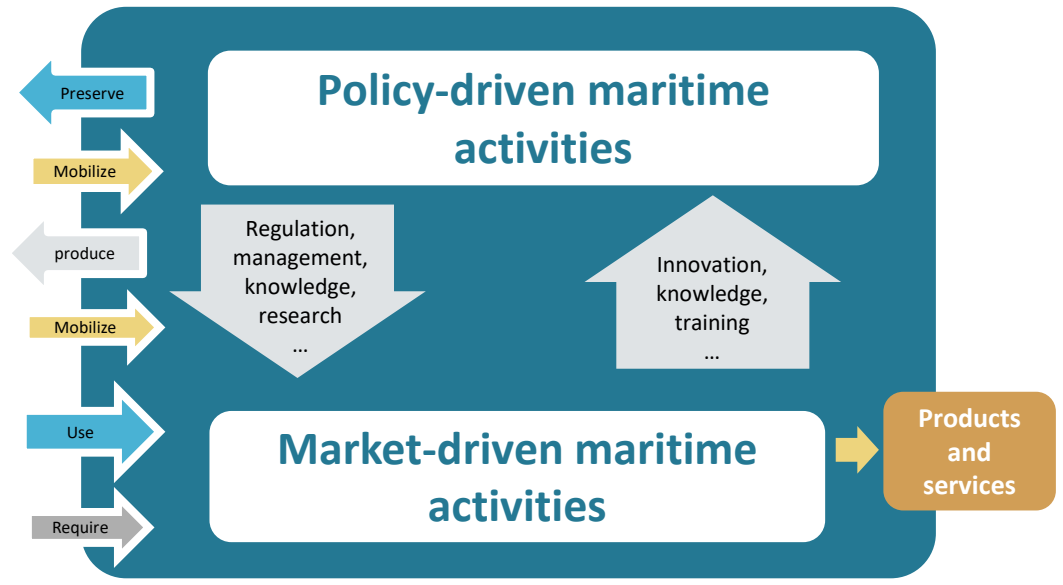 Preserve
Policy-driven maritime
activities
Mobilize
produce
Regulation,
management,
knowledge,
research
...
Innovation,
knowledge,
training
...
Mobilize
Use
Market-driven maritime
activities
Products
and
services
Require